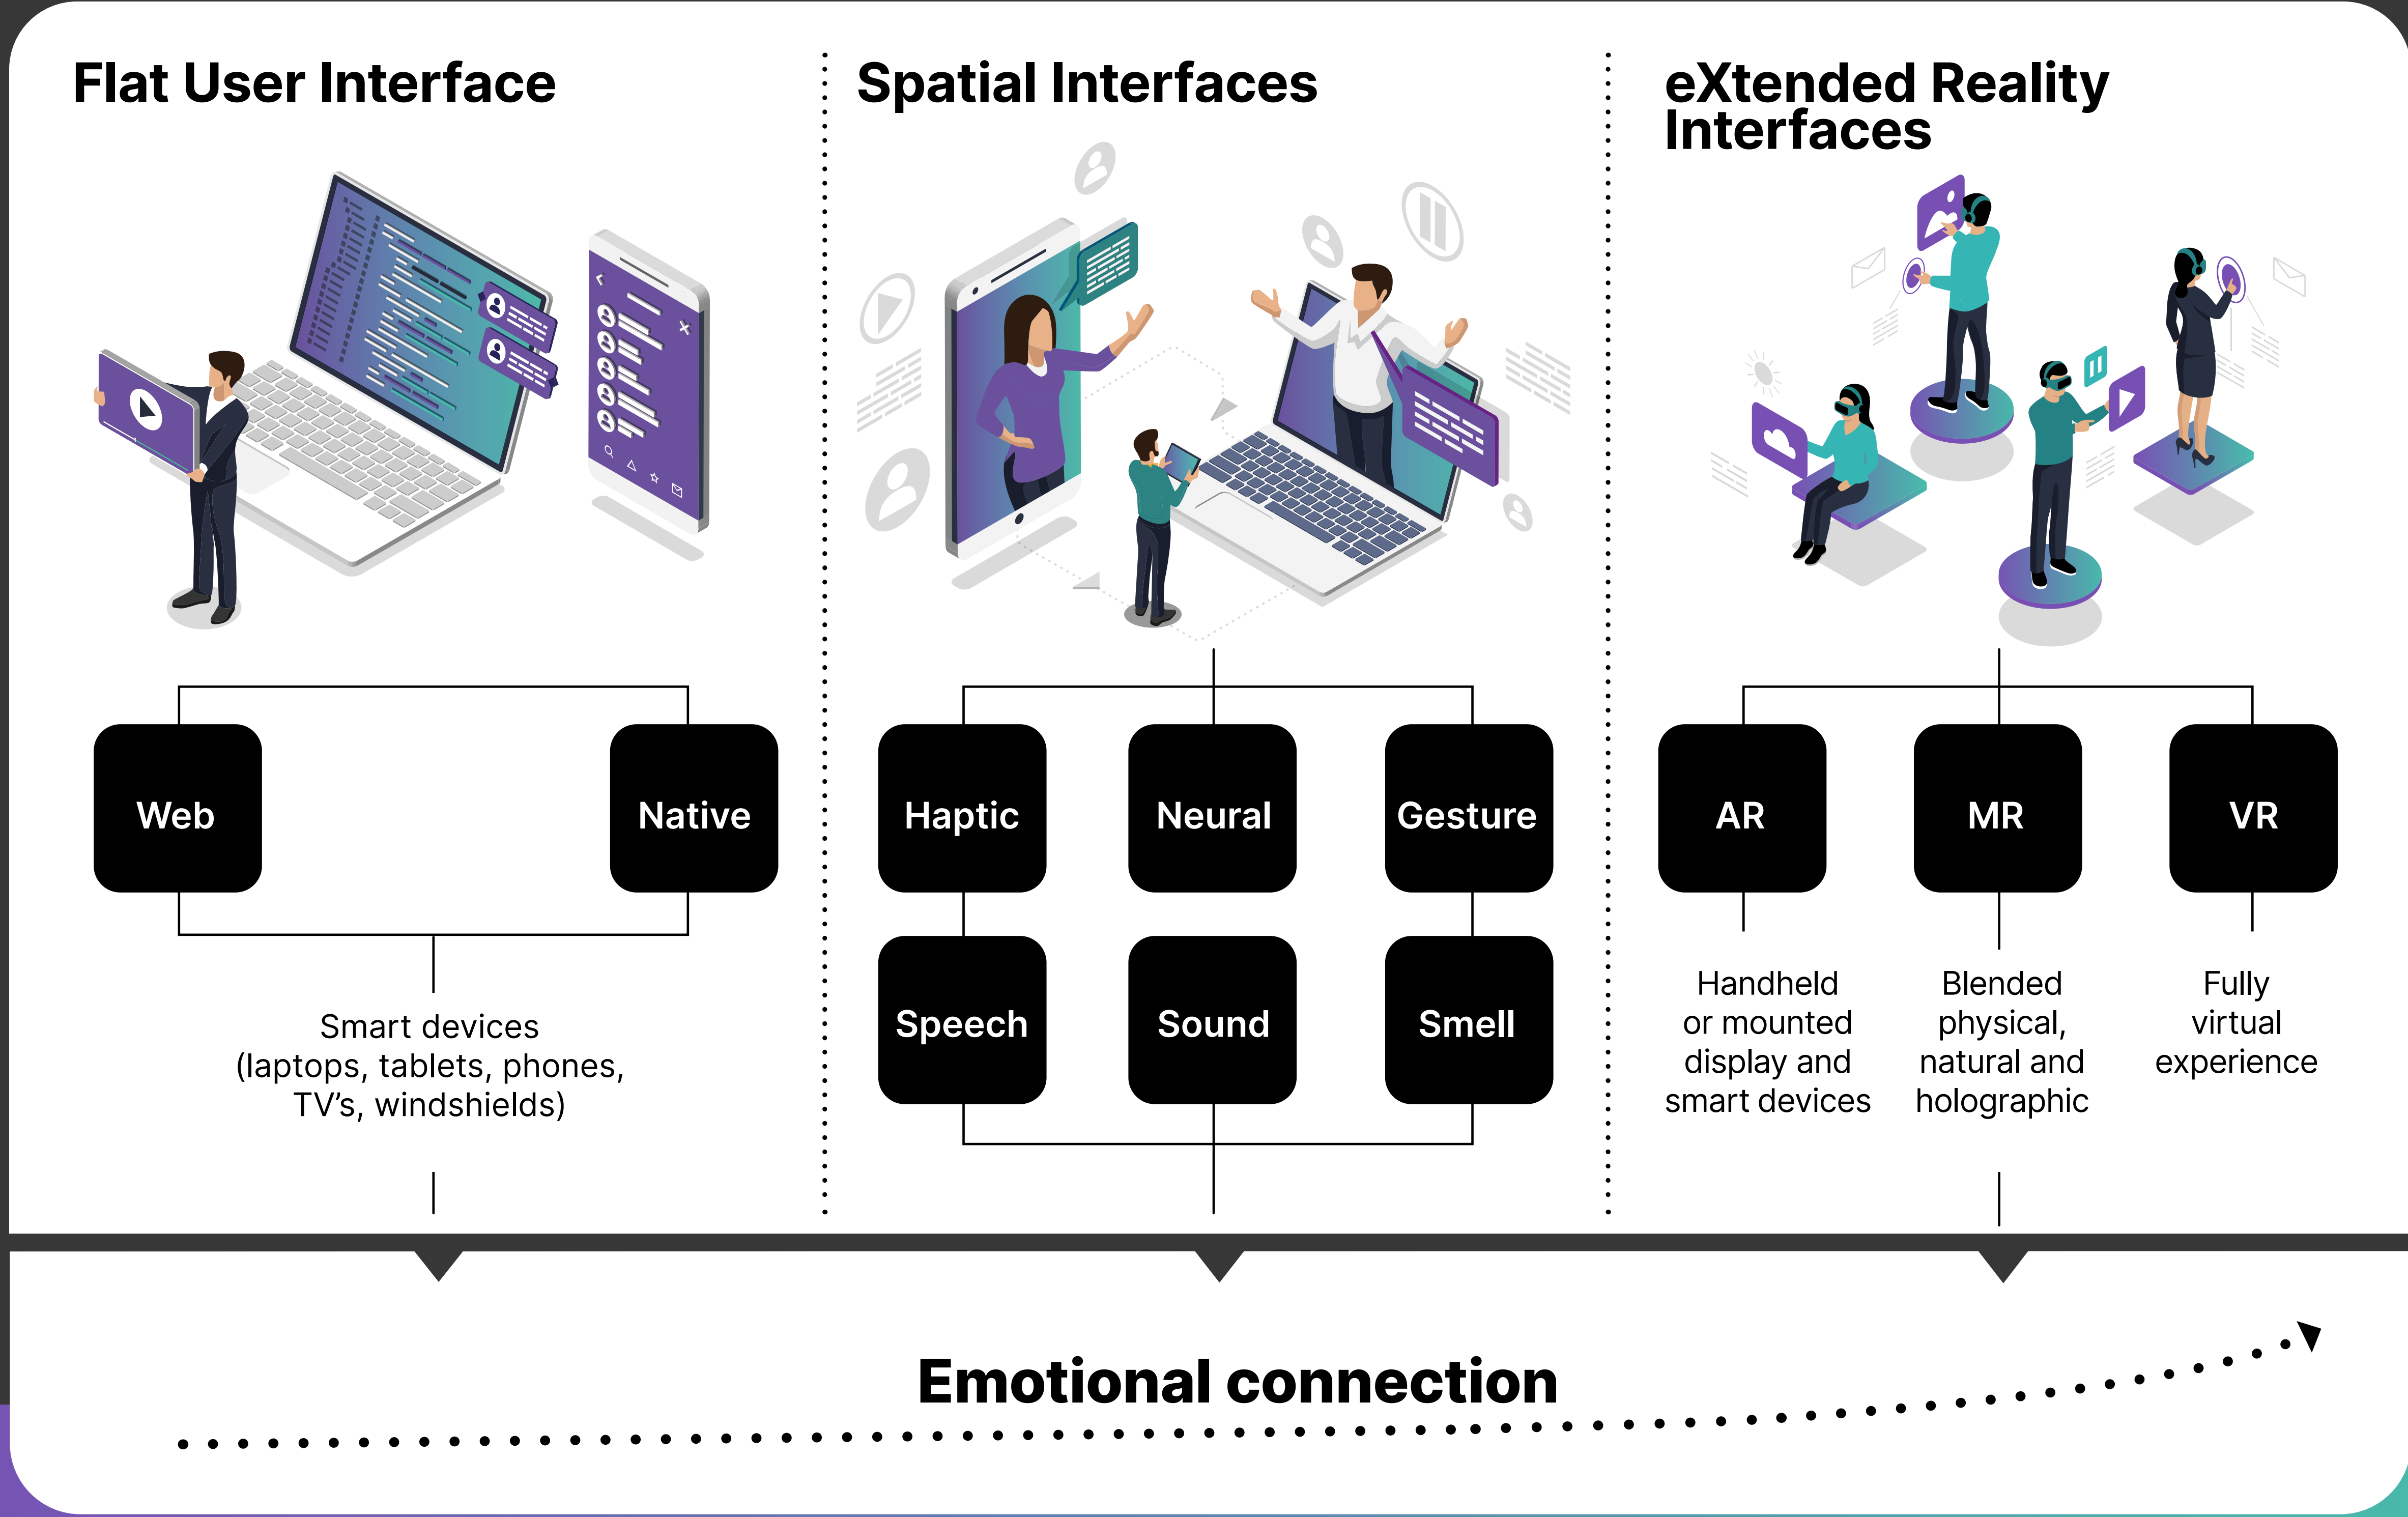 Flat User Interface
Web
Native
Smart devices
(laptops, tablets, phones,
TV’s, windshields)
Spatial Interfaces
Haptic
Neural
Gesture
Speech
Sound
Smell
eXtended Reality
Interfaces
AR
MR
VR
Handheld
or mounted
display and
smart devices
Blended
physical,
natural and
holographic
Fully
virtual
experience
Emotional connection